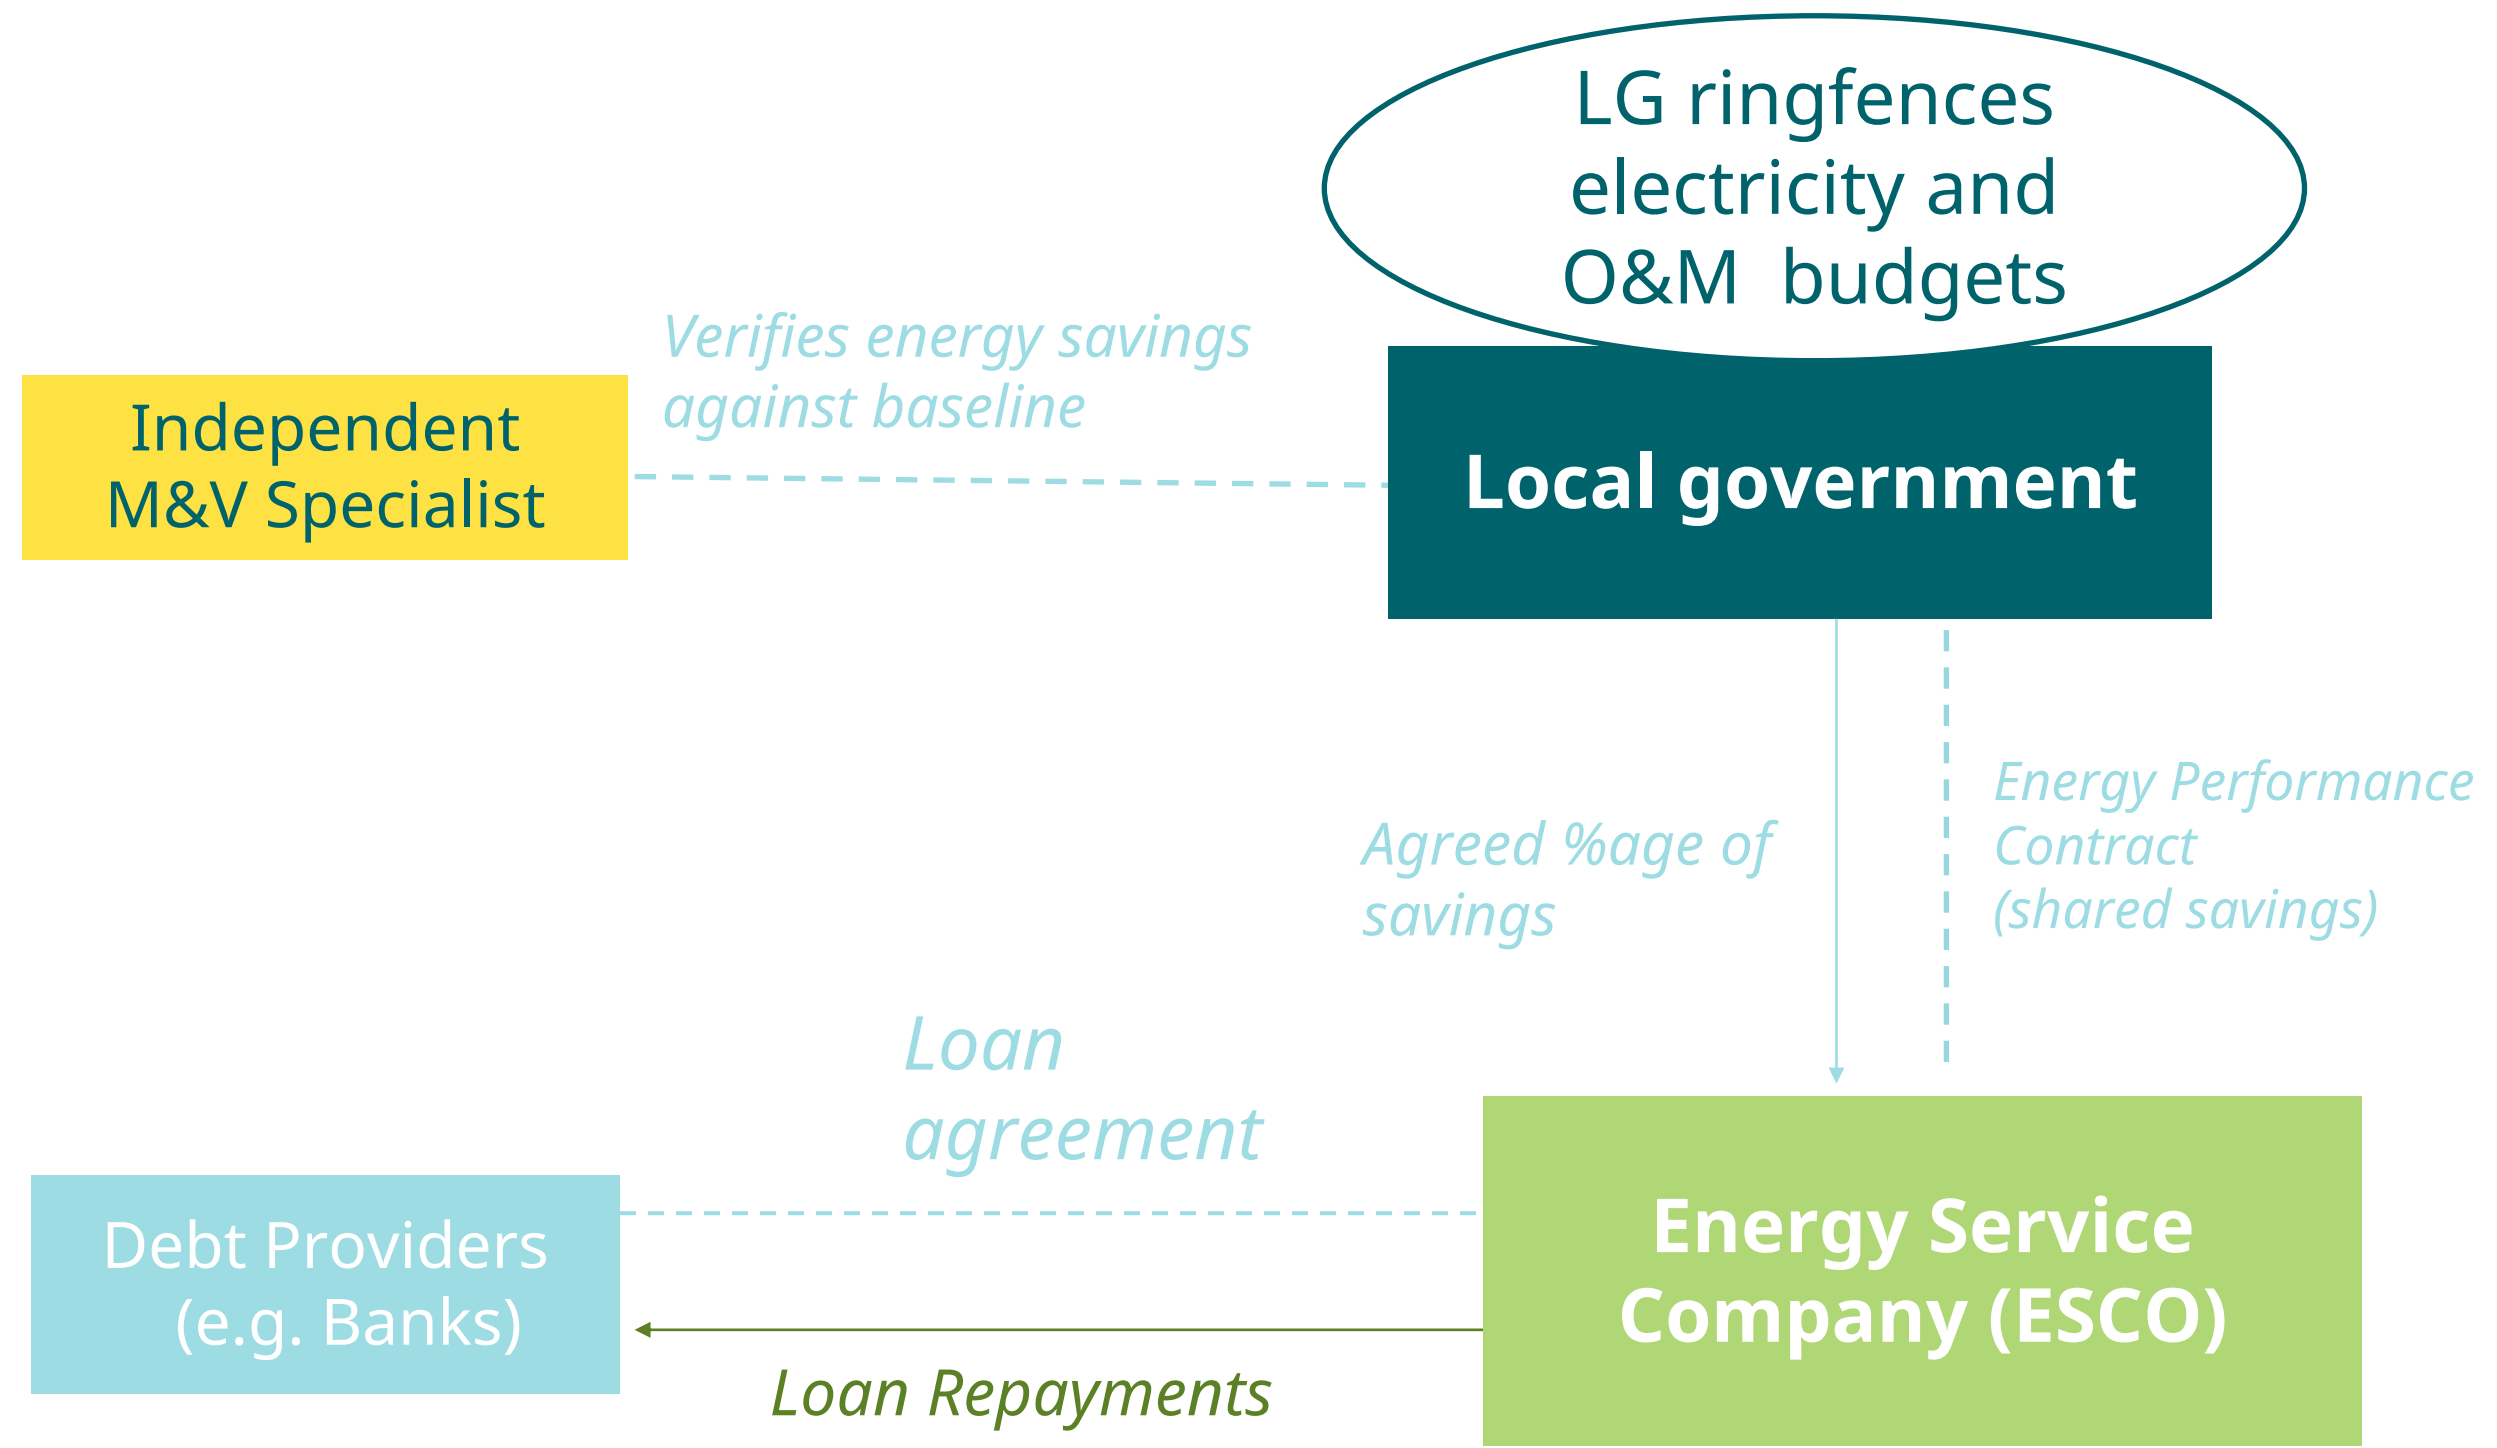 LG ringfences
electricity and
O&M budgets
Verifies energy savings
against baseline
Independent
M&V Specialist
Local government
Energy Performance
Contract
(shared savings)
Agreed %age of
savings
Loan
agreement
Debt Providers
(e.g. Banks)
Energy Service
Company (ESCO)
Loan Repayments